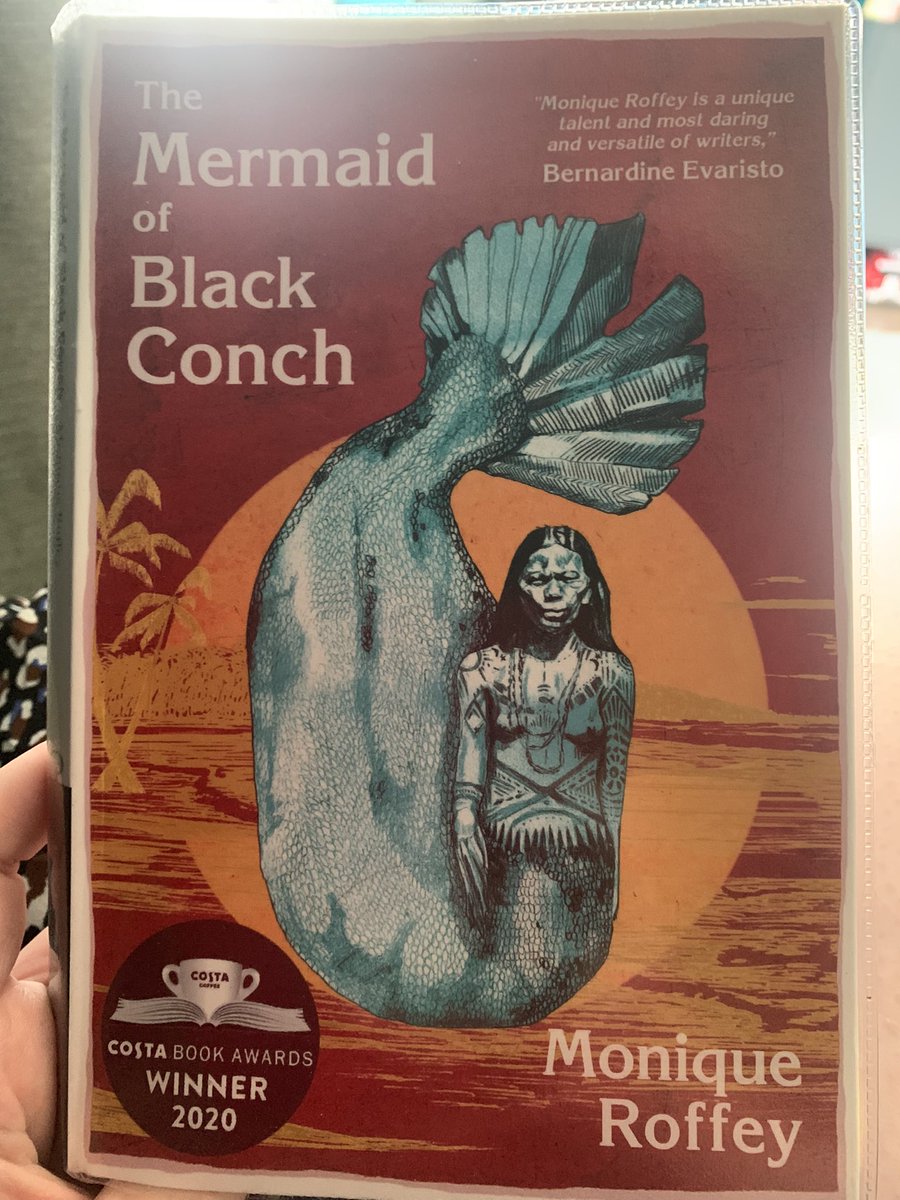 The
Mermaid
of
Black
Conch
"Monique Roffey is a unique
talent and most daring
and versatile of writers,"
Bernardine Evaristo
COSTA
COFFEE
COSTA BOOK AWARDS
WINNER
2020
Monique
Roffey